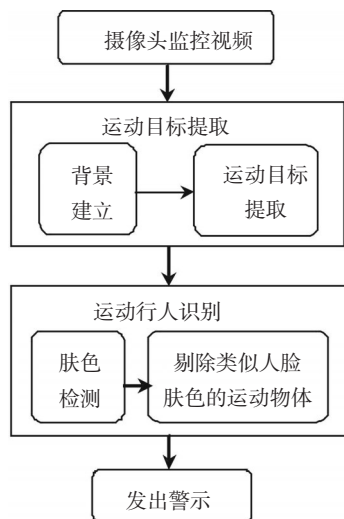 摄像头监控视频
运动目标提取
背景
建立
运动目标
提取
运动行人识别
肤色
检测
剔除类似人脸
肤色的运动物体
发出警示